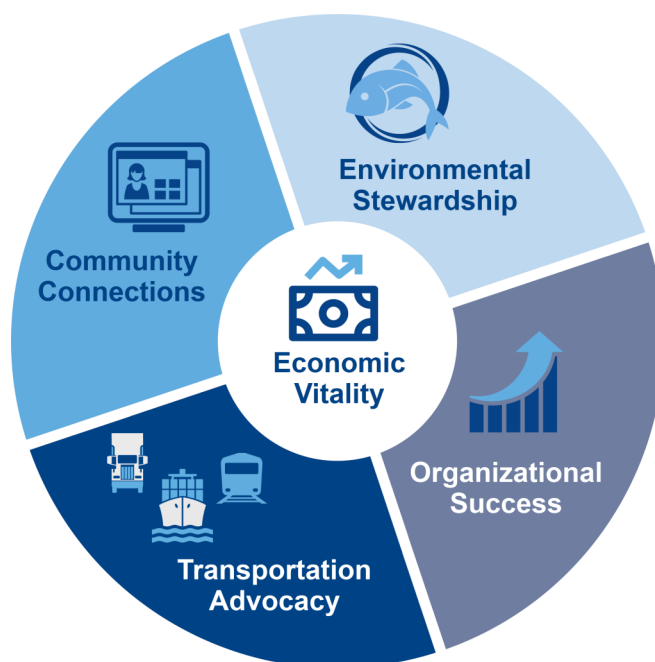 Environmental
Stewardship
Community
Connections
Economic
Vitality
Organizational
Success
Transportation
Advocacy